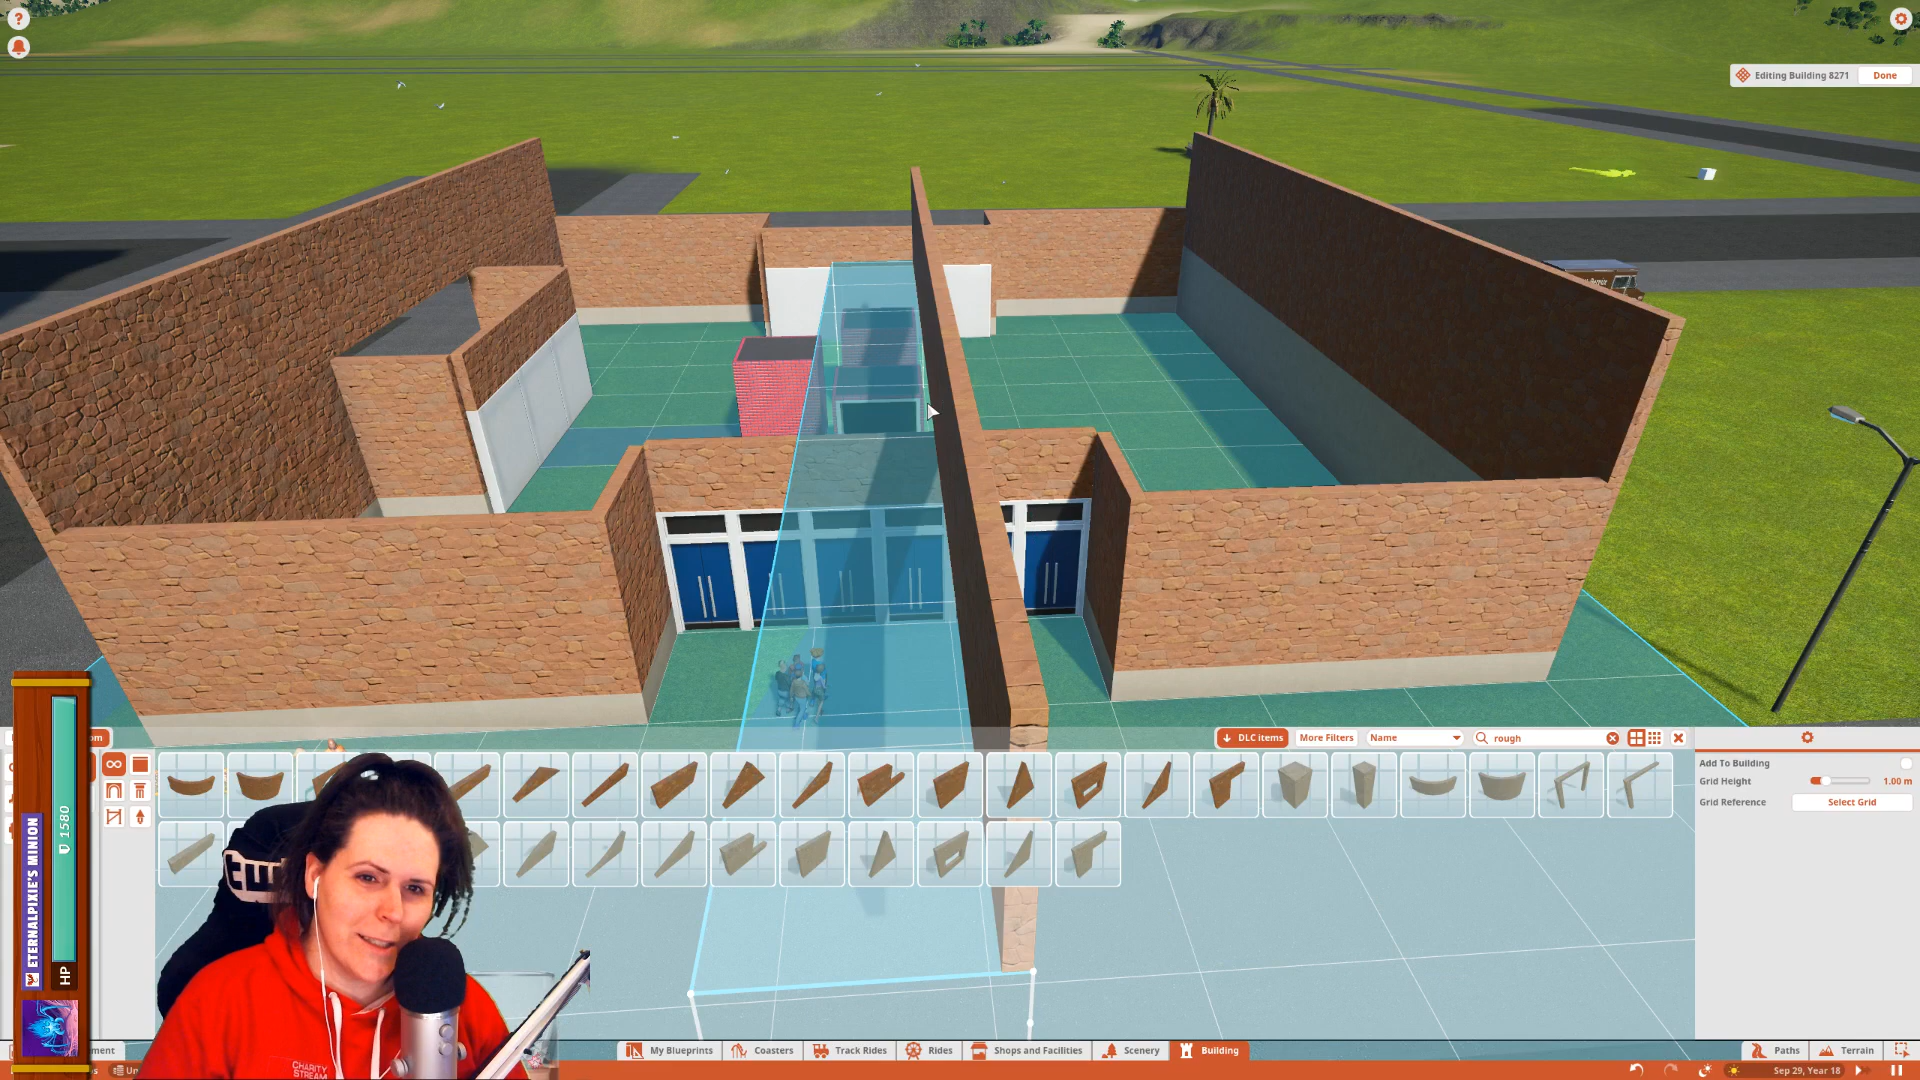 ?
Editing Building 8271 Done
DLC items More Filters Name rough
Add To Building
Grid Height 1.00 m
Grid Reference Select Grid
ETERNALPIXIE'S MINION
1580
HP
CHARITY
STREAM
My Blueprints Coasters Track Rides Rides Shops and Facilities Scenery Building Paths Terrain
Sep 29, Year 18